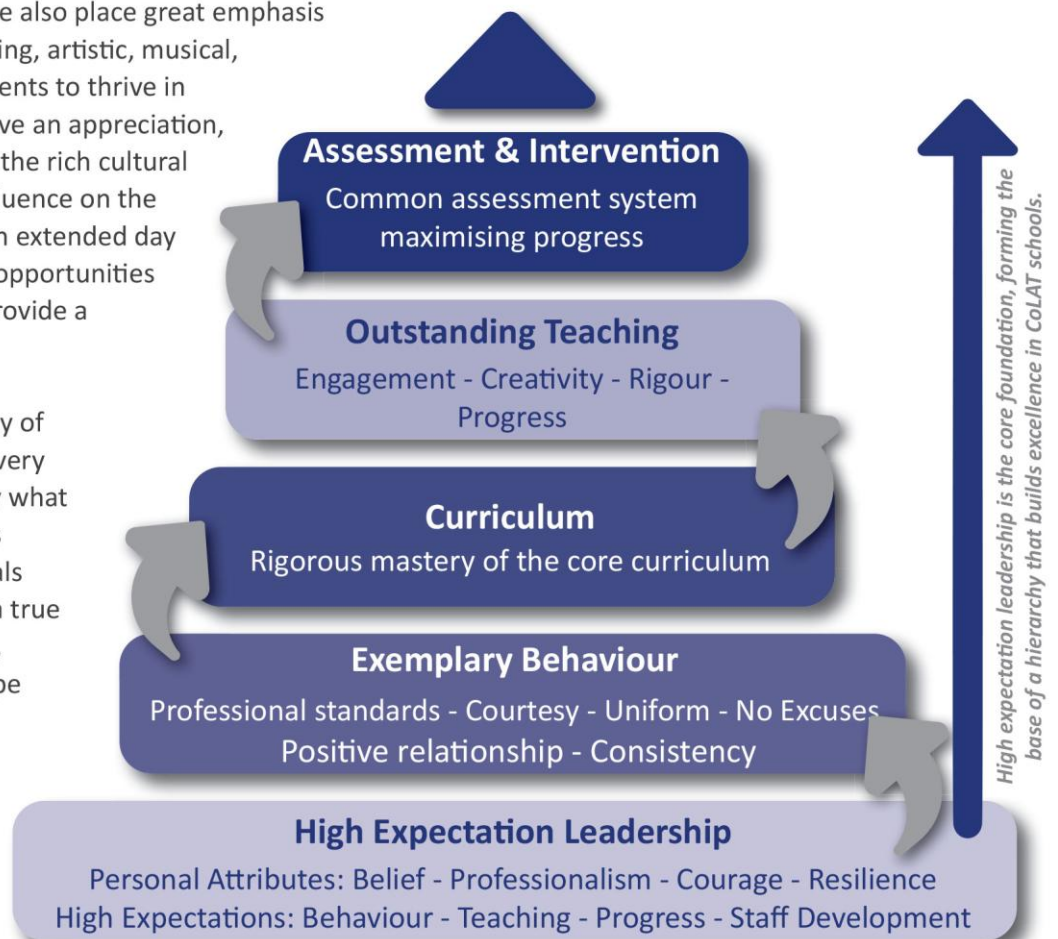 e also place great emphasis
ing, artistic, musical,
ents to thrive in
ve an appreciation,
the rich cultural
uence on the
n extended day
opportunities
rovide a
y of
very
what
als
true
be
Assessment & Intervention
Common assessment system
maximising progress
Outstanding Teaching
Engagement - Creativity - Rigour -
Progress
Curriculum
Rigorous mastery of the core curriculum
Exemplary Behaviour
Professional standards - Courtesy - Uniform - No Excuses
Positive relationship - Consistency
High Expectation Leadership
Personal Attributes: Belief - Professionalism - Courage - Resilience
High Expectations: Behaviour - Teaching - Progress - Staff Development
High expectation leadership is the core foundation, forming the
base of a hierarchy that builds excellence in CoLAT schools.